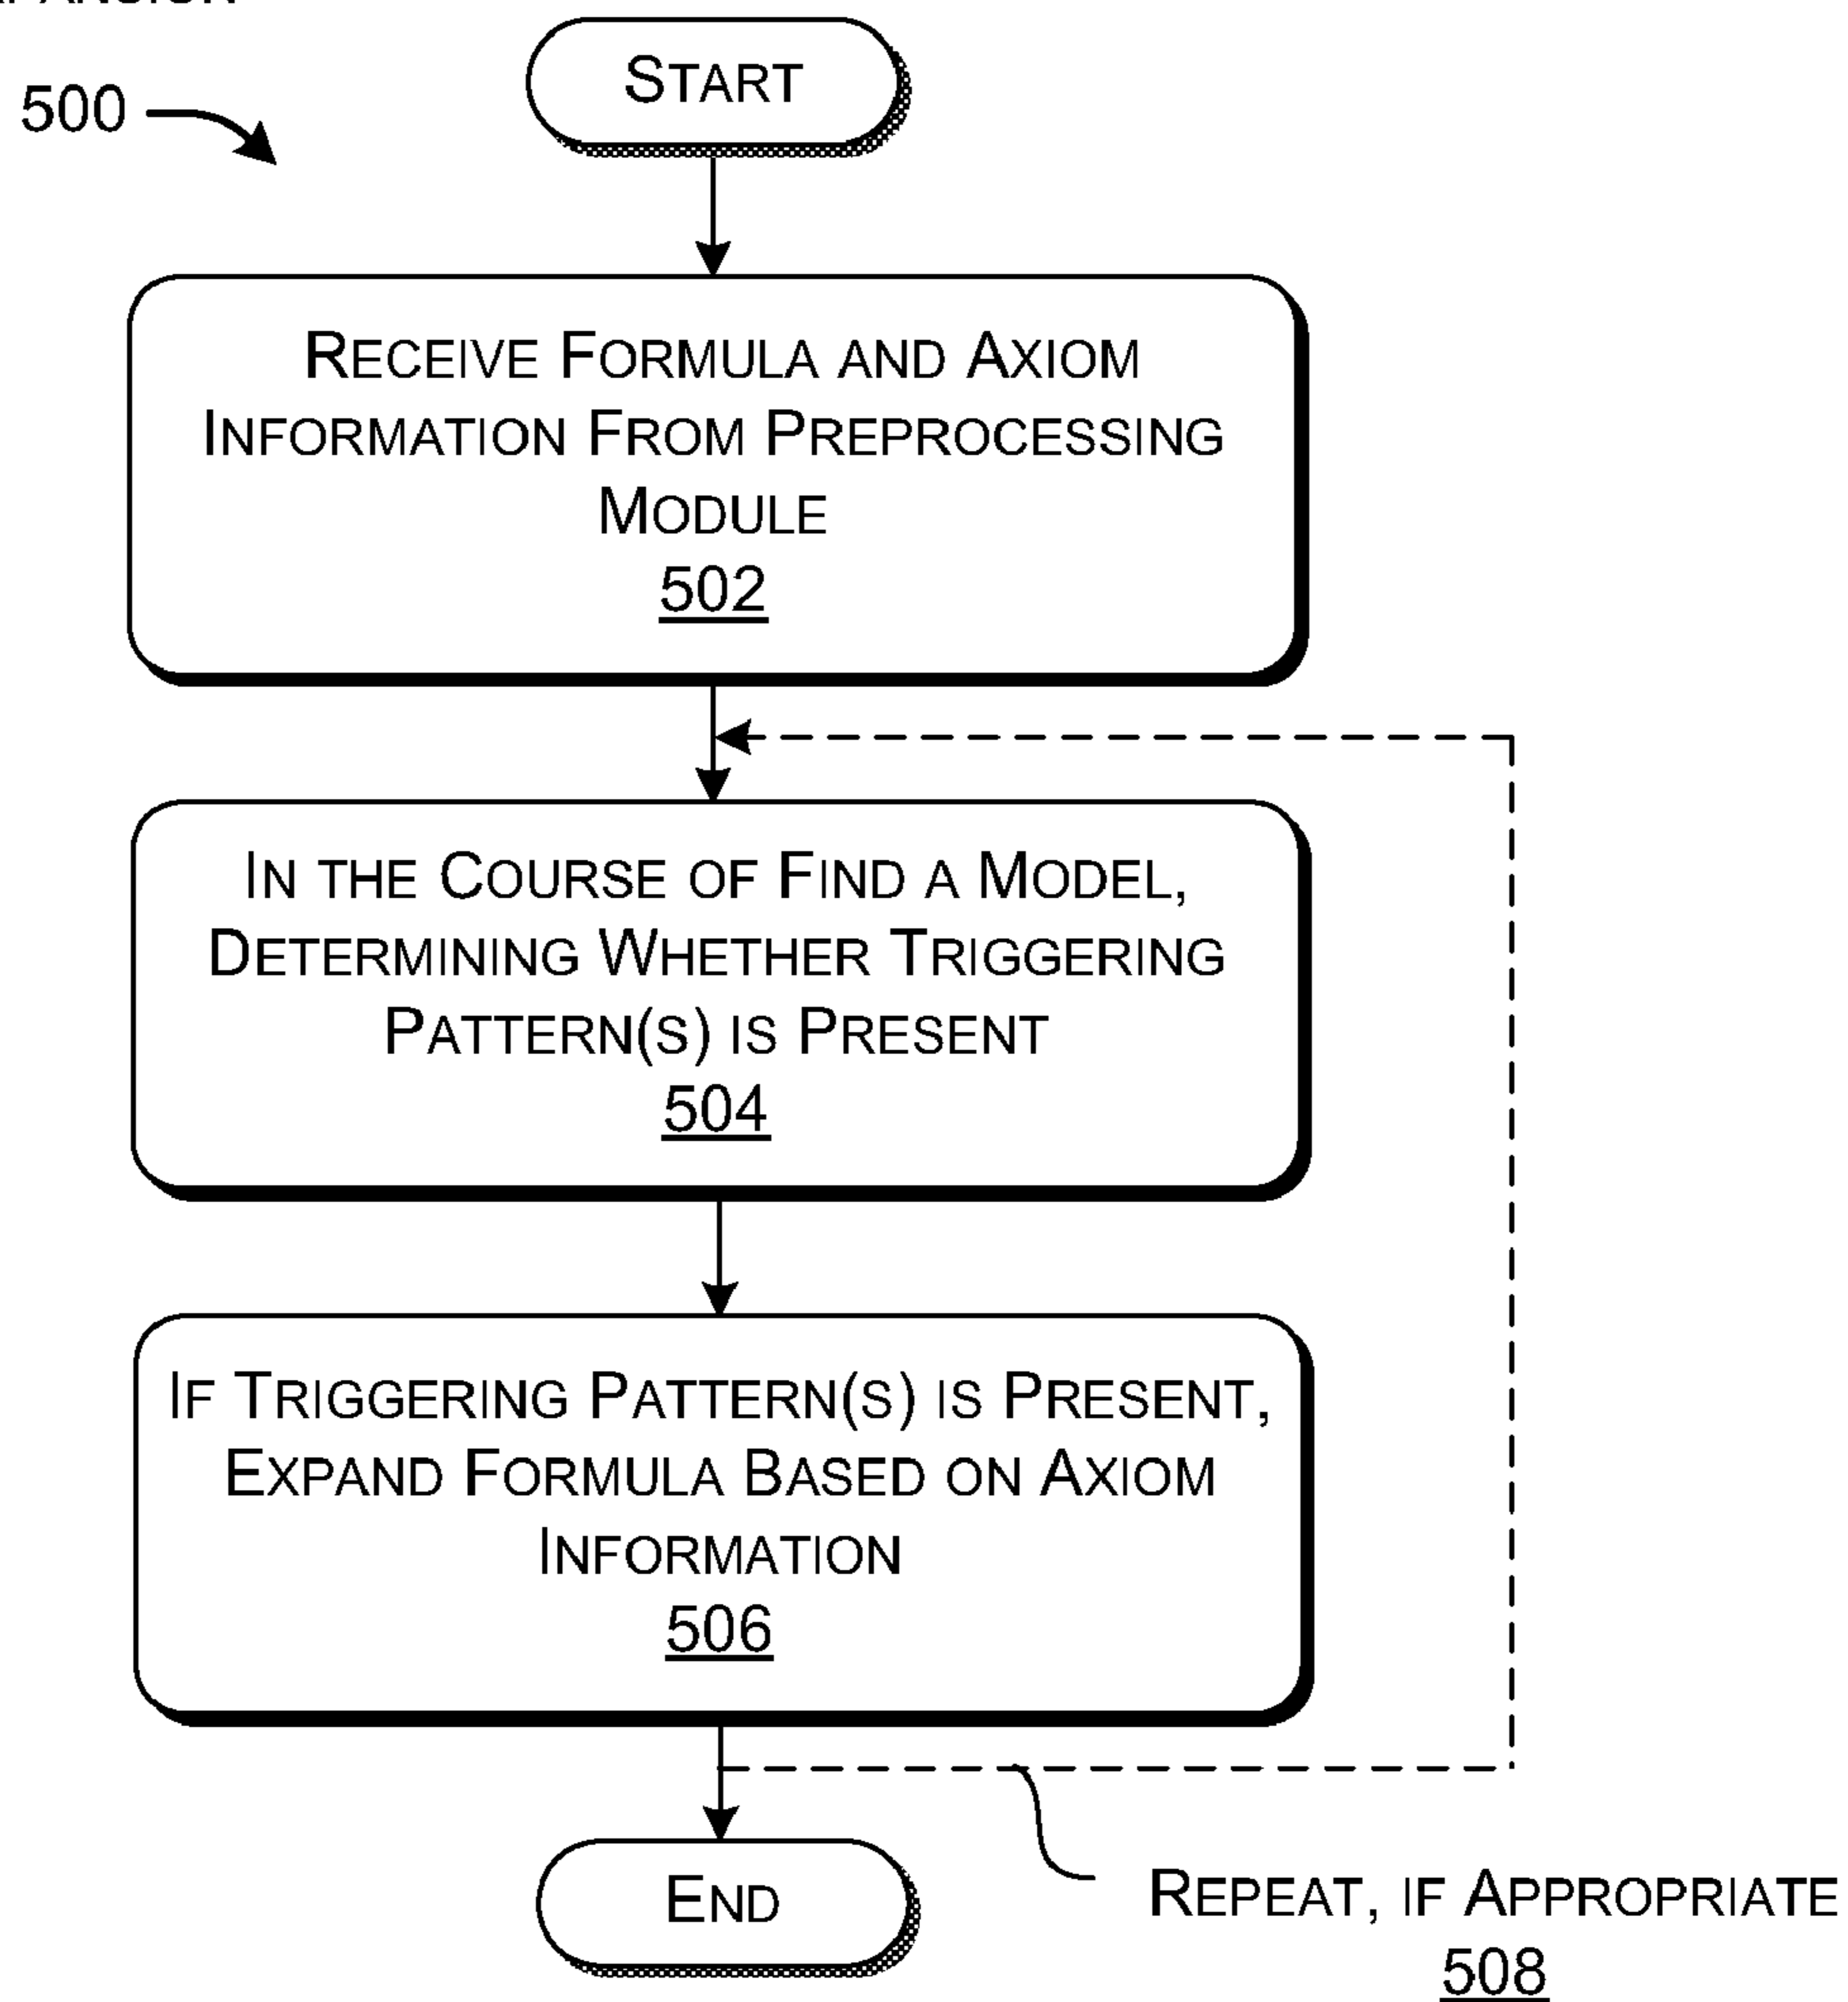 START
500
RECEIVE FORMULA AND AXIOM
INFORMATION FROM PREPROCESSING
MODULE
502
IN THE COURSE OF FIND A MODEL,
DETERMINING WHETHER TRIGGERING
PATTERN(S) IS PRESENT
504
IF TRIGGERING PATTERN(S) IS PRESENT,
EXPAND FORMULA BASED ON AXIOM
INFORMATION
506
END
REPEAT, IF APPROPRIATE
508